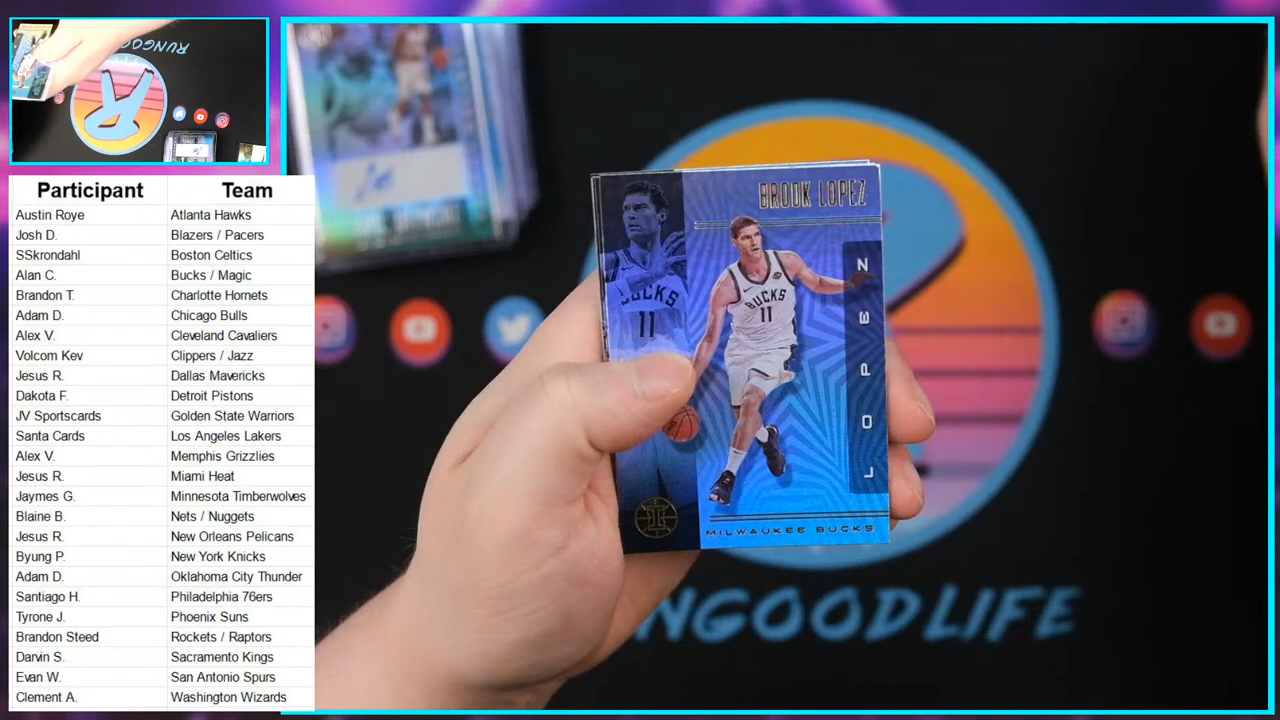 RUNGOODLIFE
Participant Team
Austin Roye Atlanta Hawks
Josh D. Blazers / Pacers
SSkrondahl Boston Celtics
Alan C. Bucks / Magic
Brandon T. Charlotte Hornets
Adam D. Chicago Bulls
Alex V. Cleveland Cavaliers
Volcom Kev Clippers / Jazz
Jesus R. Dallas Mavericks
Dakota F. Detroit Pistons
JV Sportscards Golden State Warriors
Santa Cards Los Angeles Lakers
Alex V. Memphis Grizzlies
Jesus R. Miami Heat
Jaymes G. Minnesota Timberwolves
Blaine B. Nets / Nuggets
Jesus R. New Orleans Pelicans
Byung P. New York Knicks
Adam D. Oklahoma City Thunder
Santiago H. Philadelphia 76ers
Tyrone J. Phoenix Suns
Brandon Steed Rockets / Raptors
Darvin S. Sacramento Kings
Evan W. San Antonio Spurs
Clement A. Washington Wizards
BROOK LOPEZ
BUCKS
11
BUCKS
11
LOPEZ
MILWAUKEE BUCKS
NGOODLIFE